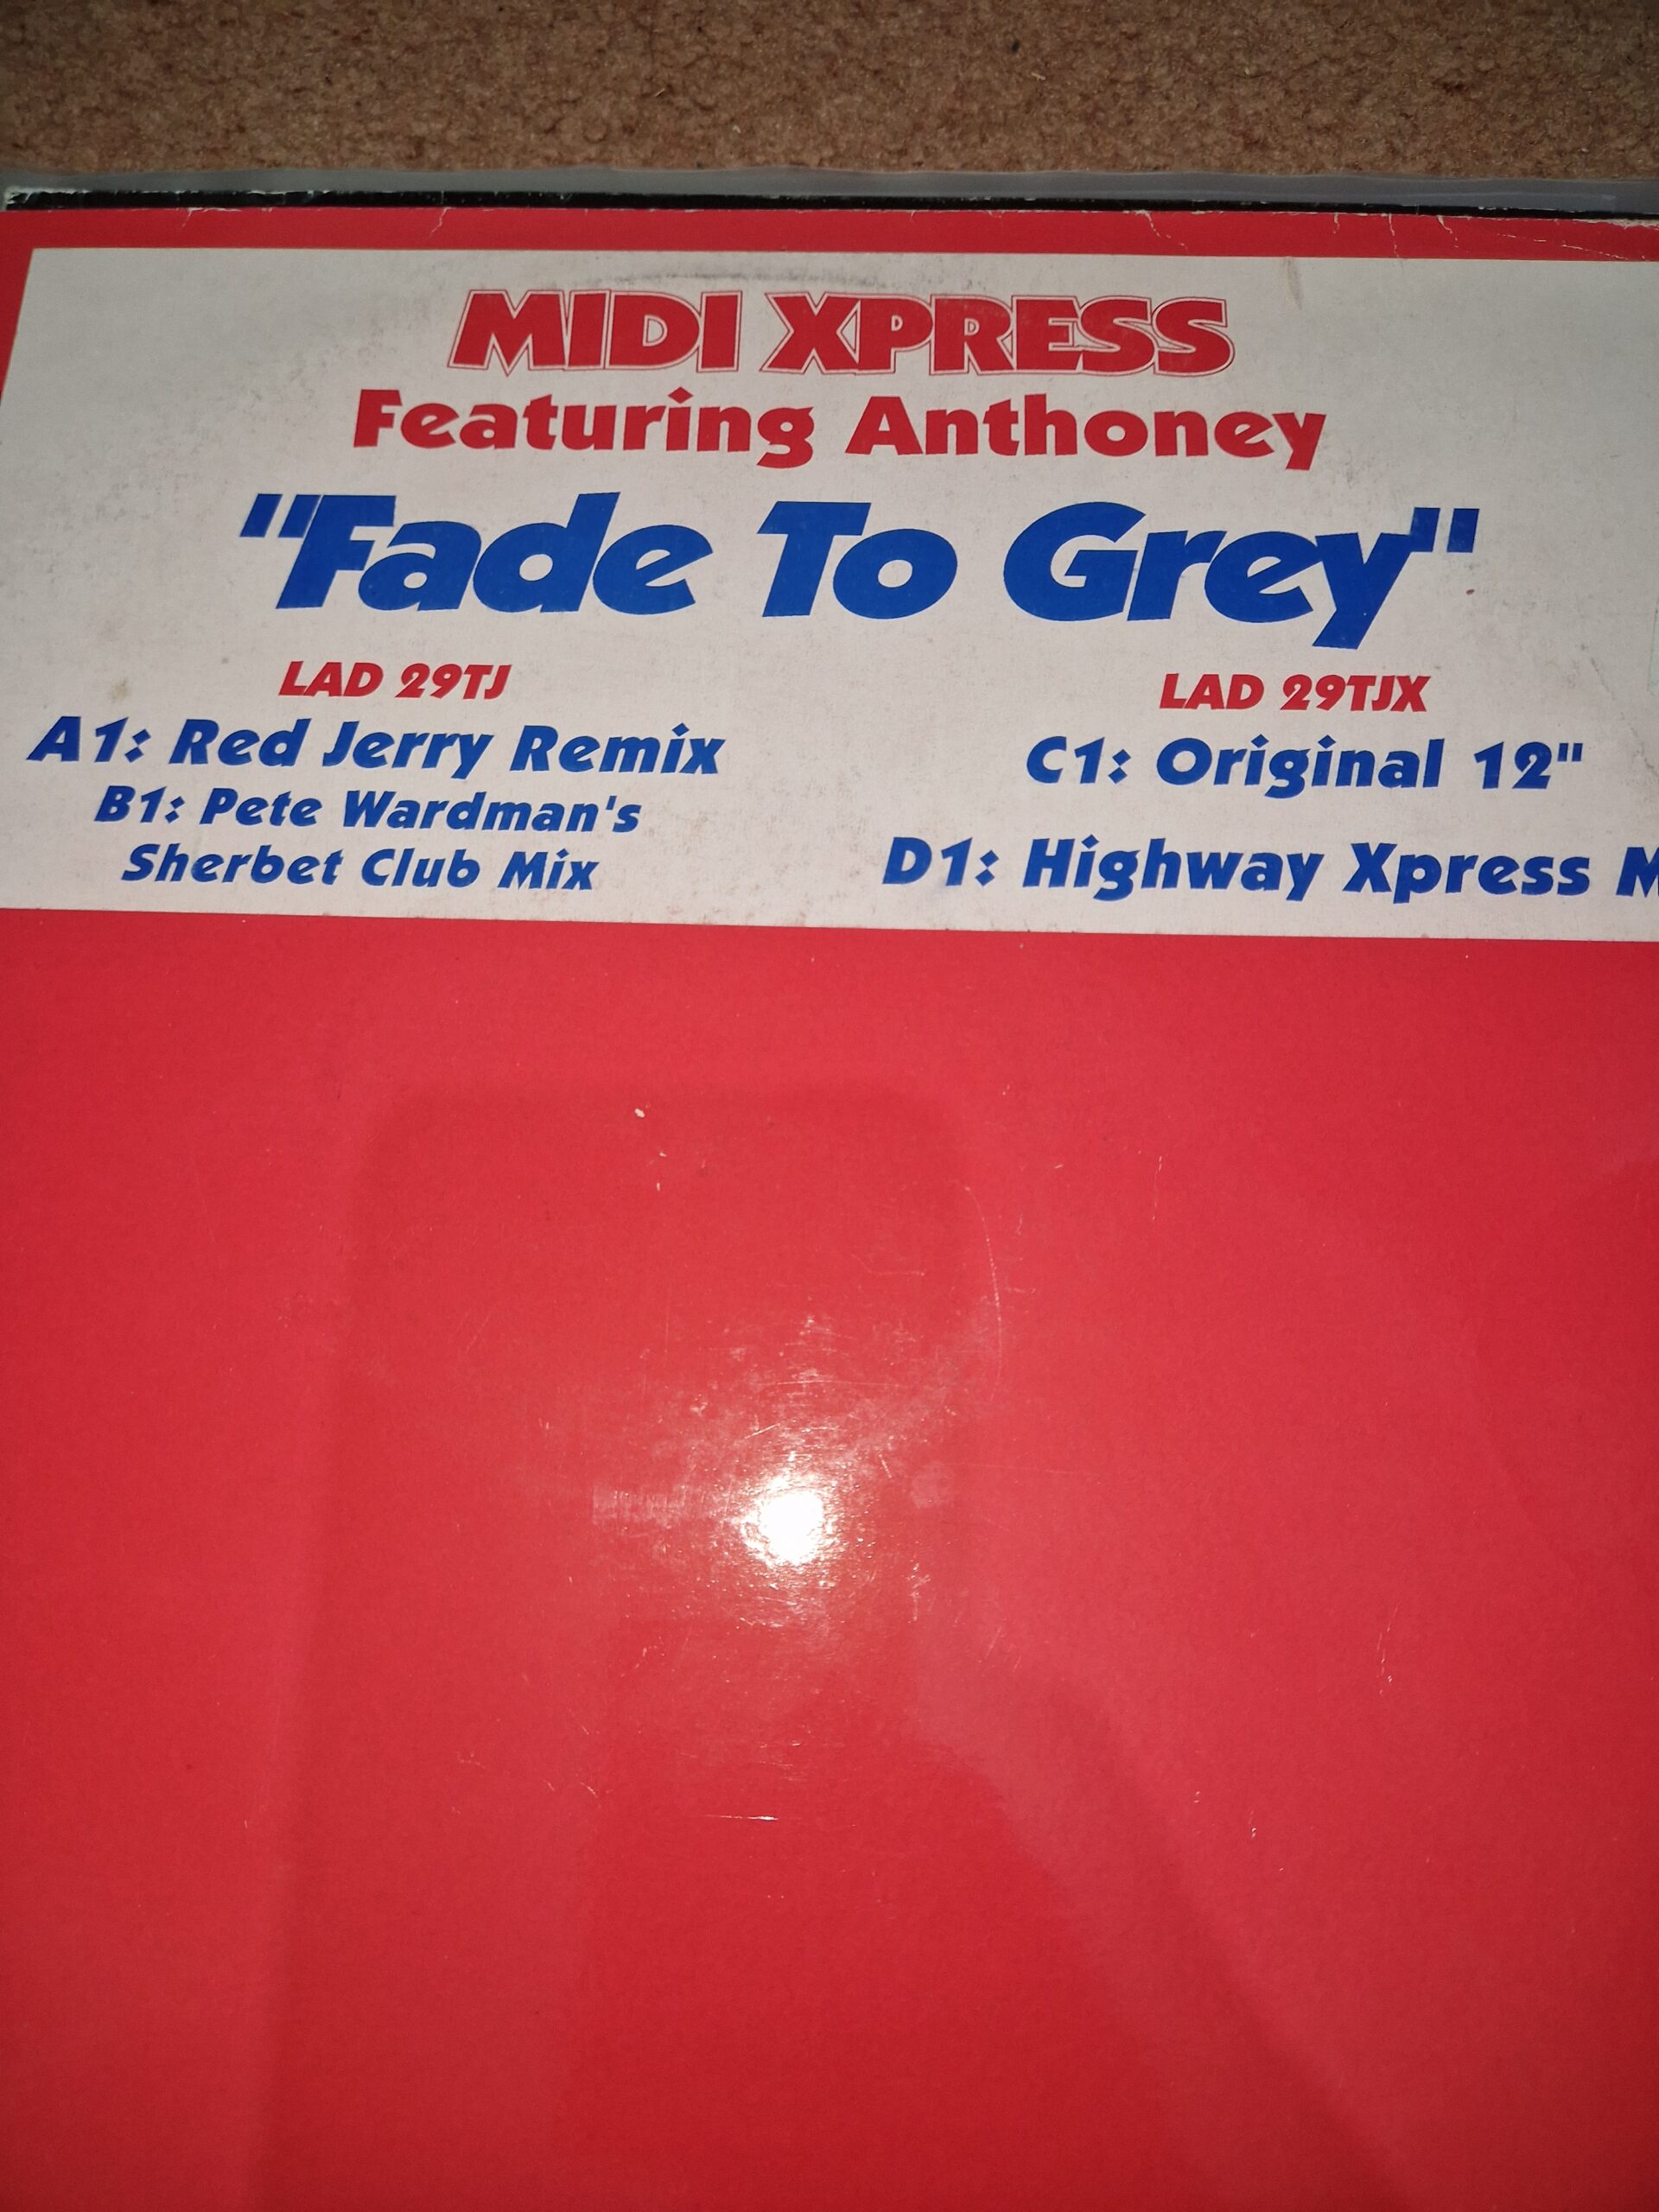 MIDI XPRESS
Featuring Anthoney
"Fade To Grey"
LAD 29TJ
A1: Red Jerry Remix
B1: Pete Wardman's
Sherbet Club Mix
LAD 29TJX
C1: Original 12"
D1: Highway Xpress